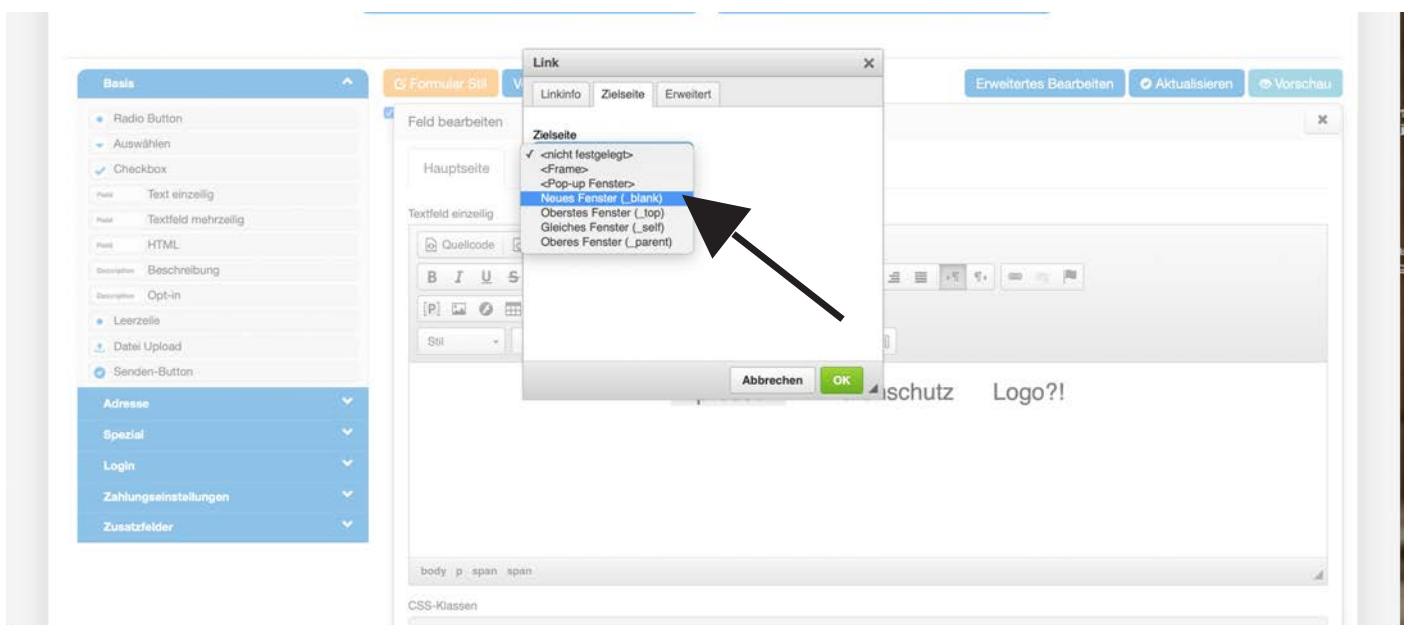 Link
Basis
Formular Stil
Erweitertes Bearbeiten
Aktualisieren
Vorschau
Linkinfo
Zielseite
Erweitert
Radio Button
Feld bearbeiten
Zielseite
Auswählen
✓ <nicht festgelegt>
<Frame>
<Pop-up Fenster>
Neues Fenster (_blank)
Oberstes Fenster (_top)
Gleiches Fenster (_self)
Oberes Fenster (_parent)
Checkbox
Hauptseite
Text einzeilig
Textfeld mehrzeilig
Textfeld einzeilig
HTML
Quellcode
Beschreibung
B I U S
Opt-in
[P]
Leerzeile
Stil
Datei Upload
Senden-Button
Abbrechen
OK
Adresse
Logo?!
Spezial
Login
Zahlungseinstellungen
Zusatzfelder
body p span span
CSS-Klassen